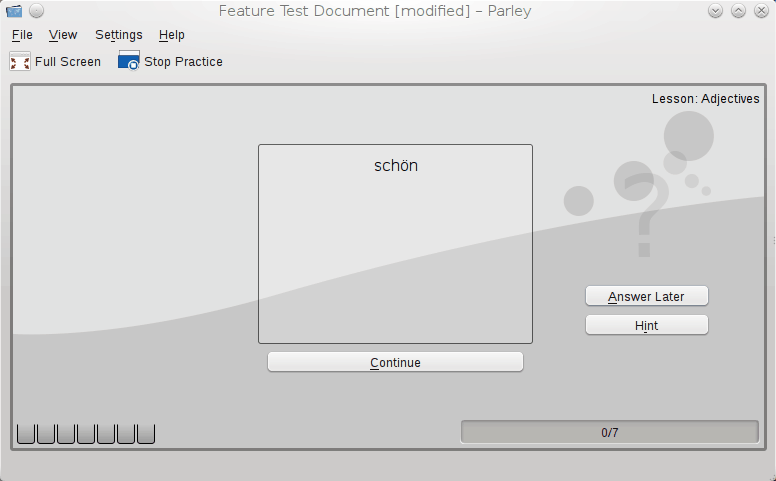 Feature Test Document [modified] – Parley
File View Settings Help
Full Screen Stop Practice
Lesson: Adjectives
schön
?
Answer Later
Hint
Continue
0/7